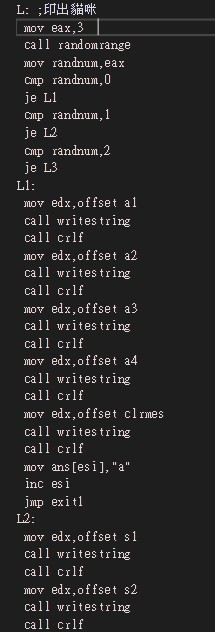 L: ;印出貓咪
mov eax,3
call randomrange
mov randnum,eax
cmp randnum,0
je L1
cmp randnum,1
je L2
cmp randnum,2
je L3
L1:
mov edx,offset a1
call writestring
call crlf
mov edx,offset a2
call writestring
call crlf
mov edx,offset a3
call writestring
call crlf
mov edx,offset a4
call writestring
call crlf
mov edx,offset clrmes
call writestring
call crlf
mov ans[esi],"a"
inc esi
jmp exit1
L2:
mov edx,offset s1
call writestring
call crlf
mov edx,offset s2
call writestring
call crlf